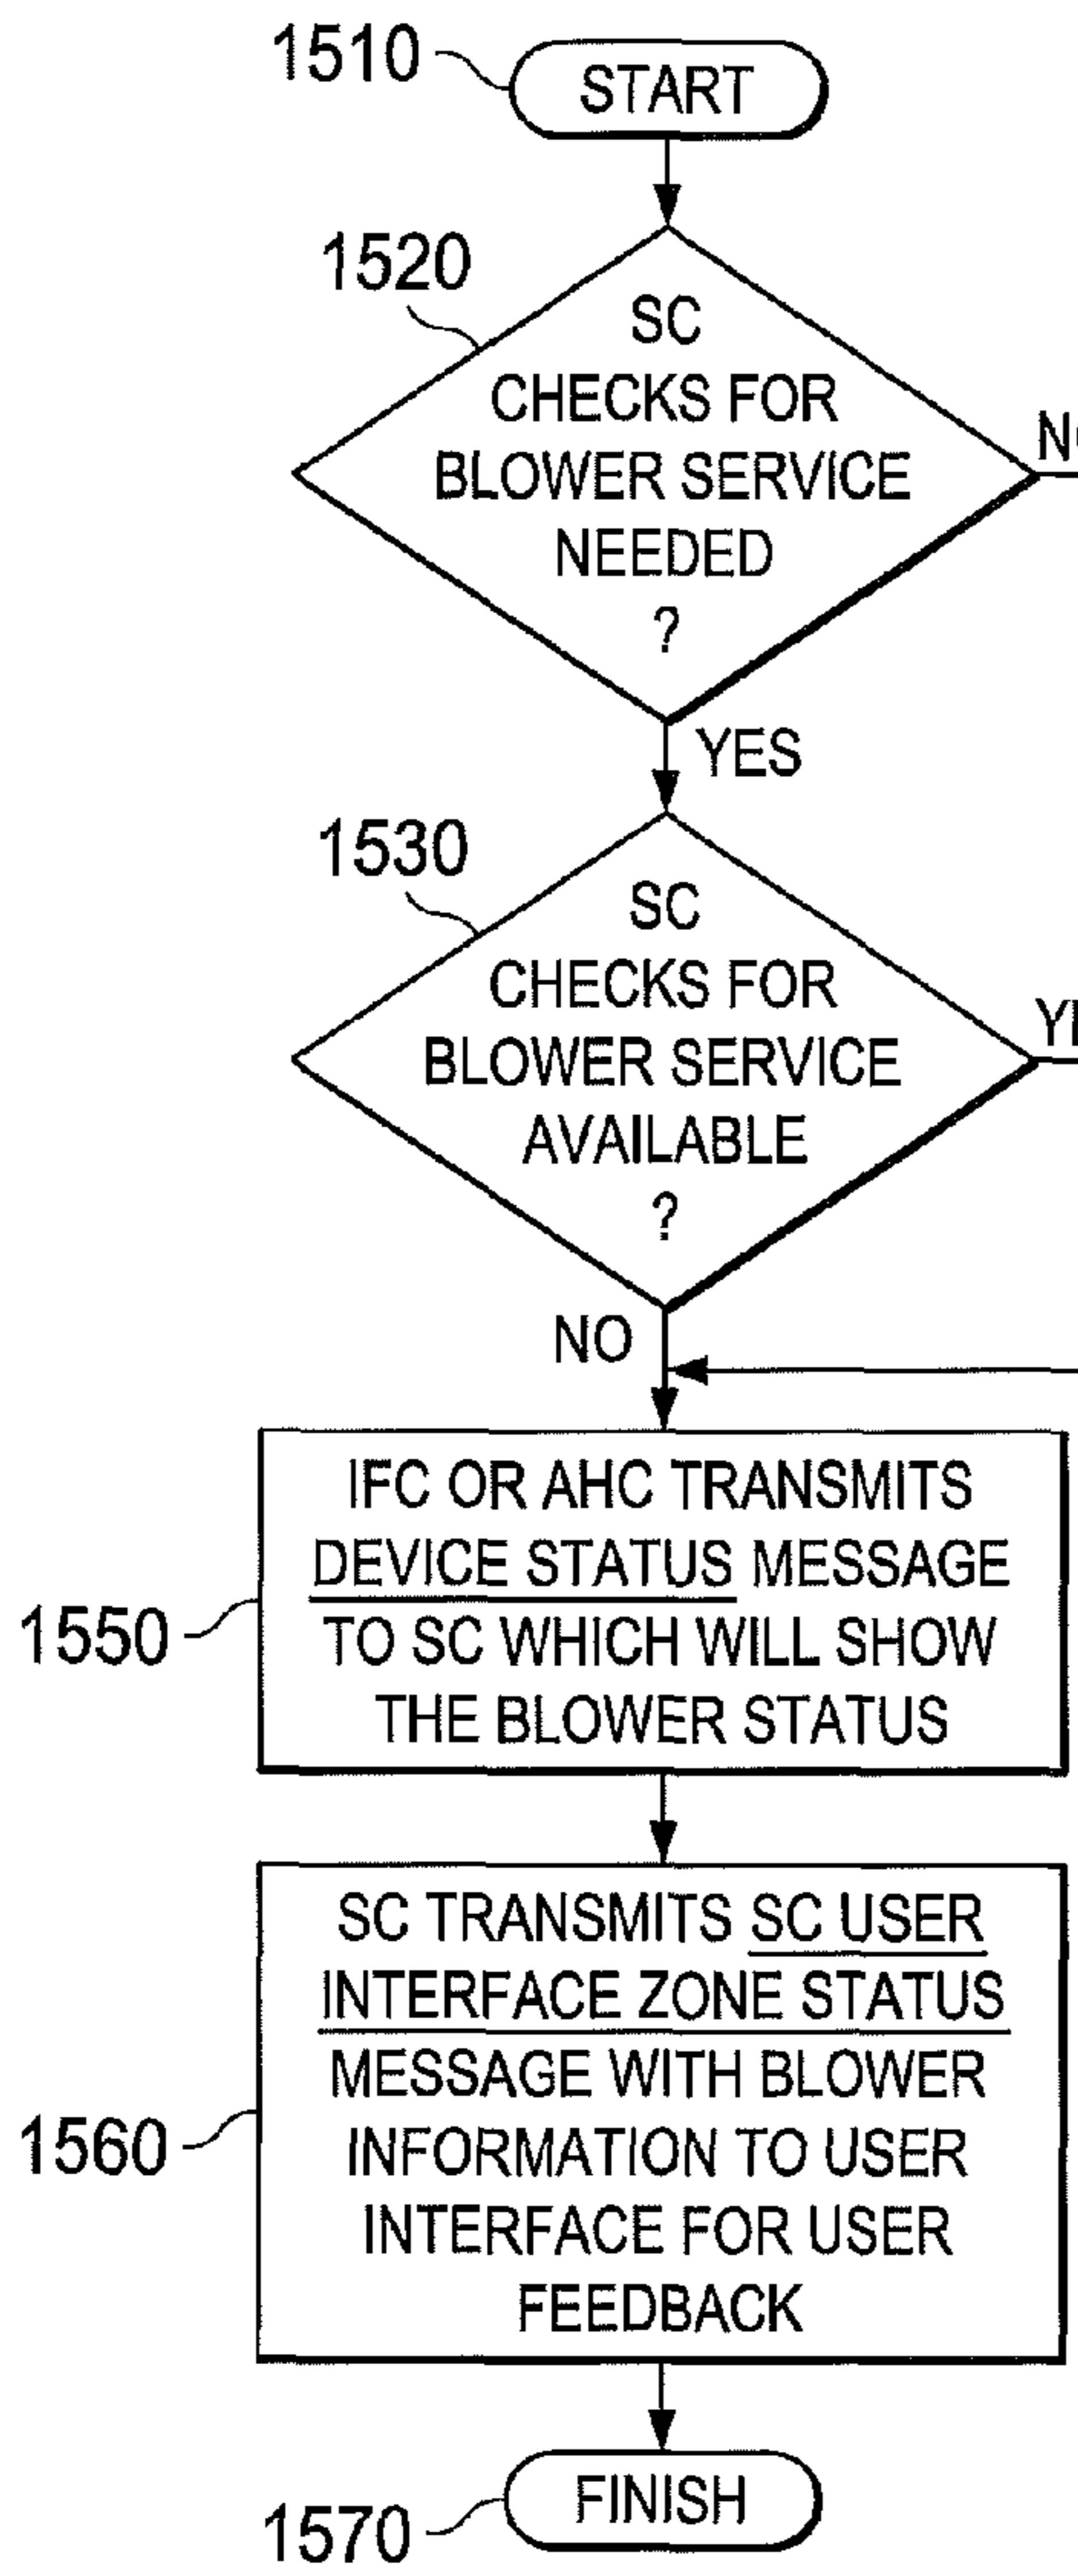 1510
START
1520
SC
CHECKS FOR
BLOWER SERVICE
NEEDED
?
YES
1530
SC
CHECKS FOR
BLOWER SERVICE
AVAILABLE
?
NO
IFC OR AHC TRANSMITS
DEVICE STATUS MESSAGE
TO SC WHICH WILL SHOW
THE BLOWER STATUS
1550
SC TRANSMITS SC USER
INTERFACE ZONE STATUS
MESSAGE WITH BLOWER
INFORMATION TO USER
INTERFACE FOR USER
FEEDBACK
1560
FINISH
1570